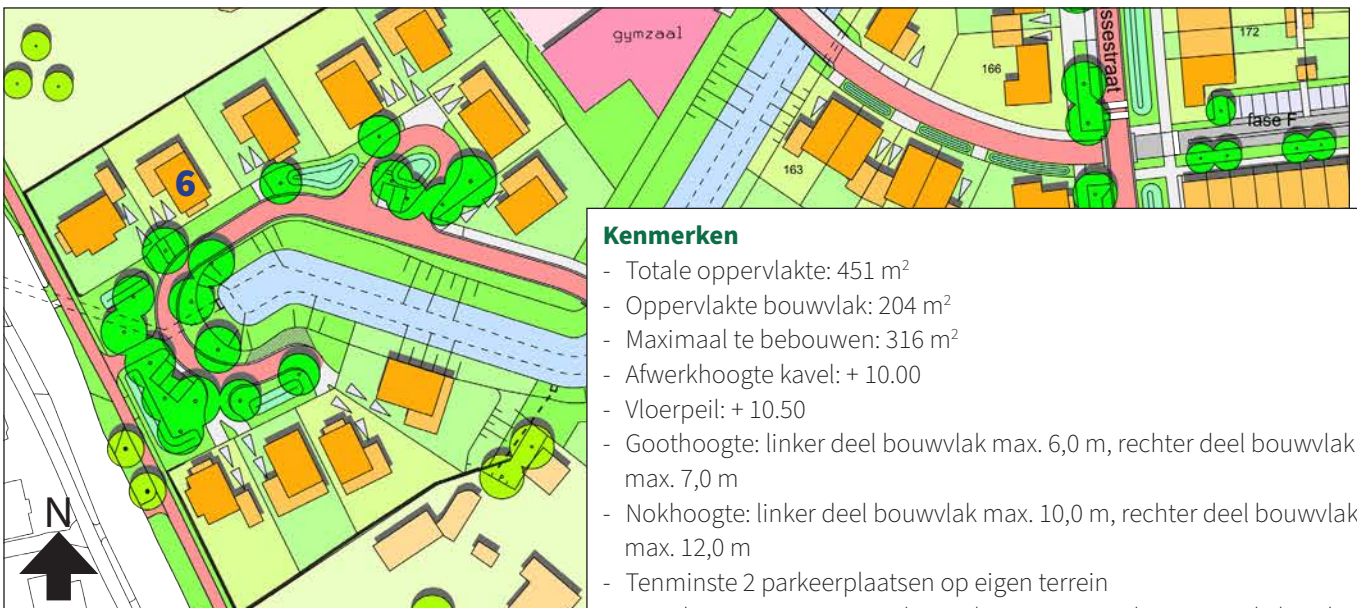 gymzaal
172
166
ssestraat
fase F
6
163
Kenmerken
- Totale oppervlakte: 451 m²
- Oppervlakte bouwvlak: 204 m²
- Maximaal te bebouwen: 316 m²
- Afwerkhoogte kavel: + 10.00
- Vloerpeil: + 10.50
- Goothoogte: linker deel bouwvlak max. 6,0 m, rechter deel bouwvlak
max. 7,0 m
- Nokhoogte: linker deel bouwvlak max. 10,0 m, rechter deel bouwvlak
max. 12,0 m
- Tenminste 2 parkeerplaatsen op eigen terrein
N